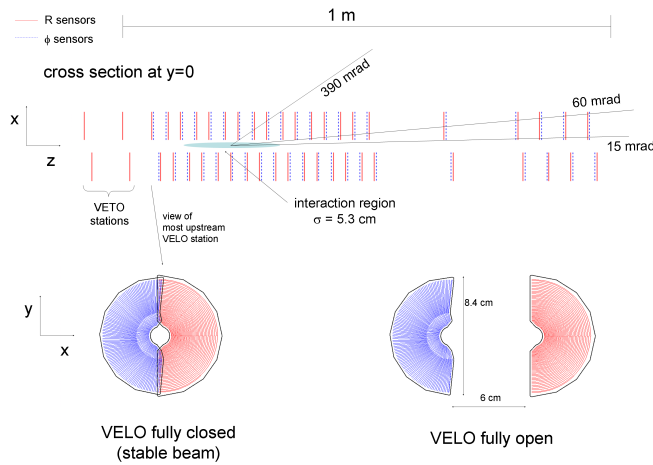 R sensors
ϕ sensors
1 m
cross section at y=0
390 mrad
60 mrad
15 mrad
x
z
VETO
stations
view of
most upstream
VELO station
interaction region
σ = 5.3 cm
y
x
8.4 cm
6 cm
VELO fully closed
(stable beam)
VELO fully open